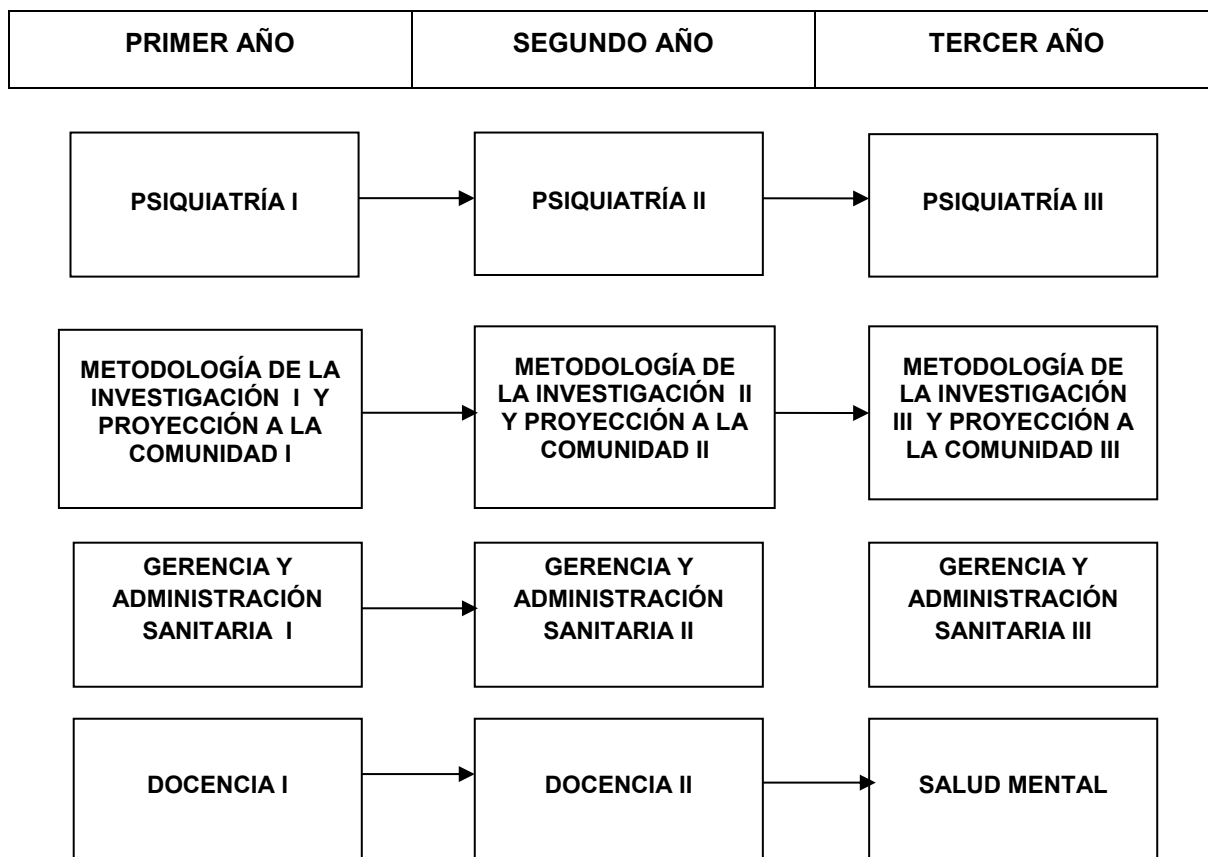 PRIMER AÑO
SEGUNDO AÑO
TERCER AÑO
PSIQUIATRÍA I
PSIQUIATRÍA II
PSIQUIATRÍA III
METODOLOGÍA DE LA
INVESTIGACIÓN I Y
PROYECCIÓN A LA
COMUNIDAD I
METODOLOGÍA DE
LA INVESTIGACIÓN II
Y PROYECCIÓN A LA
COMUNIDAD II
METODOLOGÍA DE
LA INVESTIGACIÓN
III Y PROYECCIÓN A
LA COMUNIDAD III
GERENCIA Y
ADMINISTRACIÓN
SANITARIA I
GERENCIA Y
ADMINISTRACIÓN
SANITARIA II
GERENCIA Y
ADMINISTRACIÓN
SANITARIA III
DOCENCIA I
DOCENCIA II
SALUD MENTAL